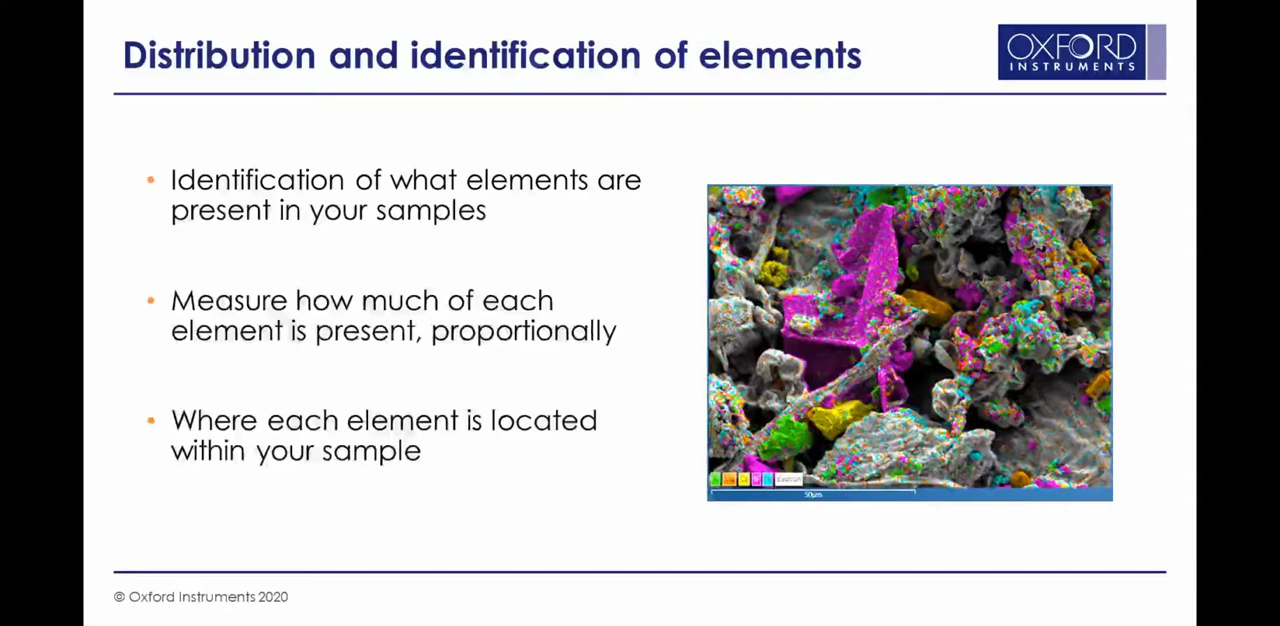 Distribution and identification of elements
OXFORD
INSTRUMENTS
• Identification of what elements are
present in your samples
• Measure how much of each
element is present, proportionally
• Where each element is located
within your sample
50µm
© Oxford Instruments 2020